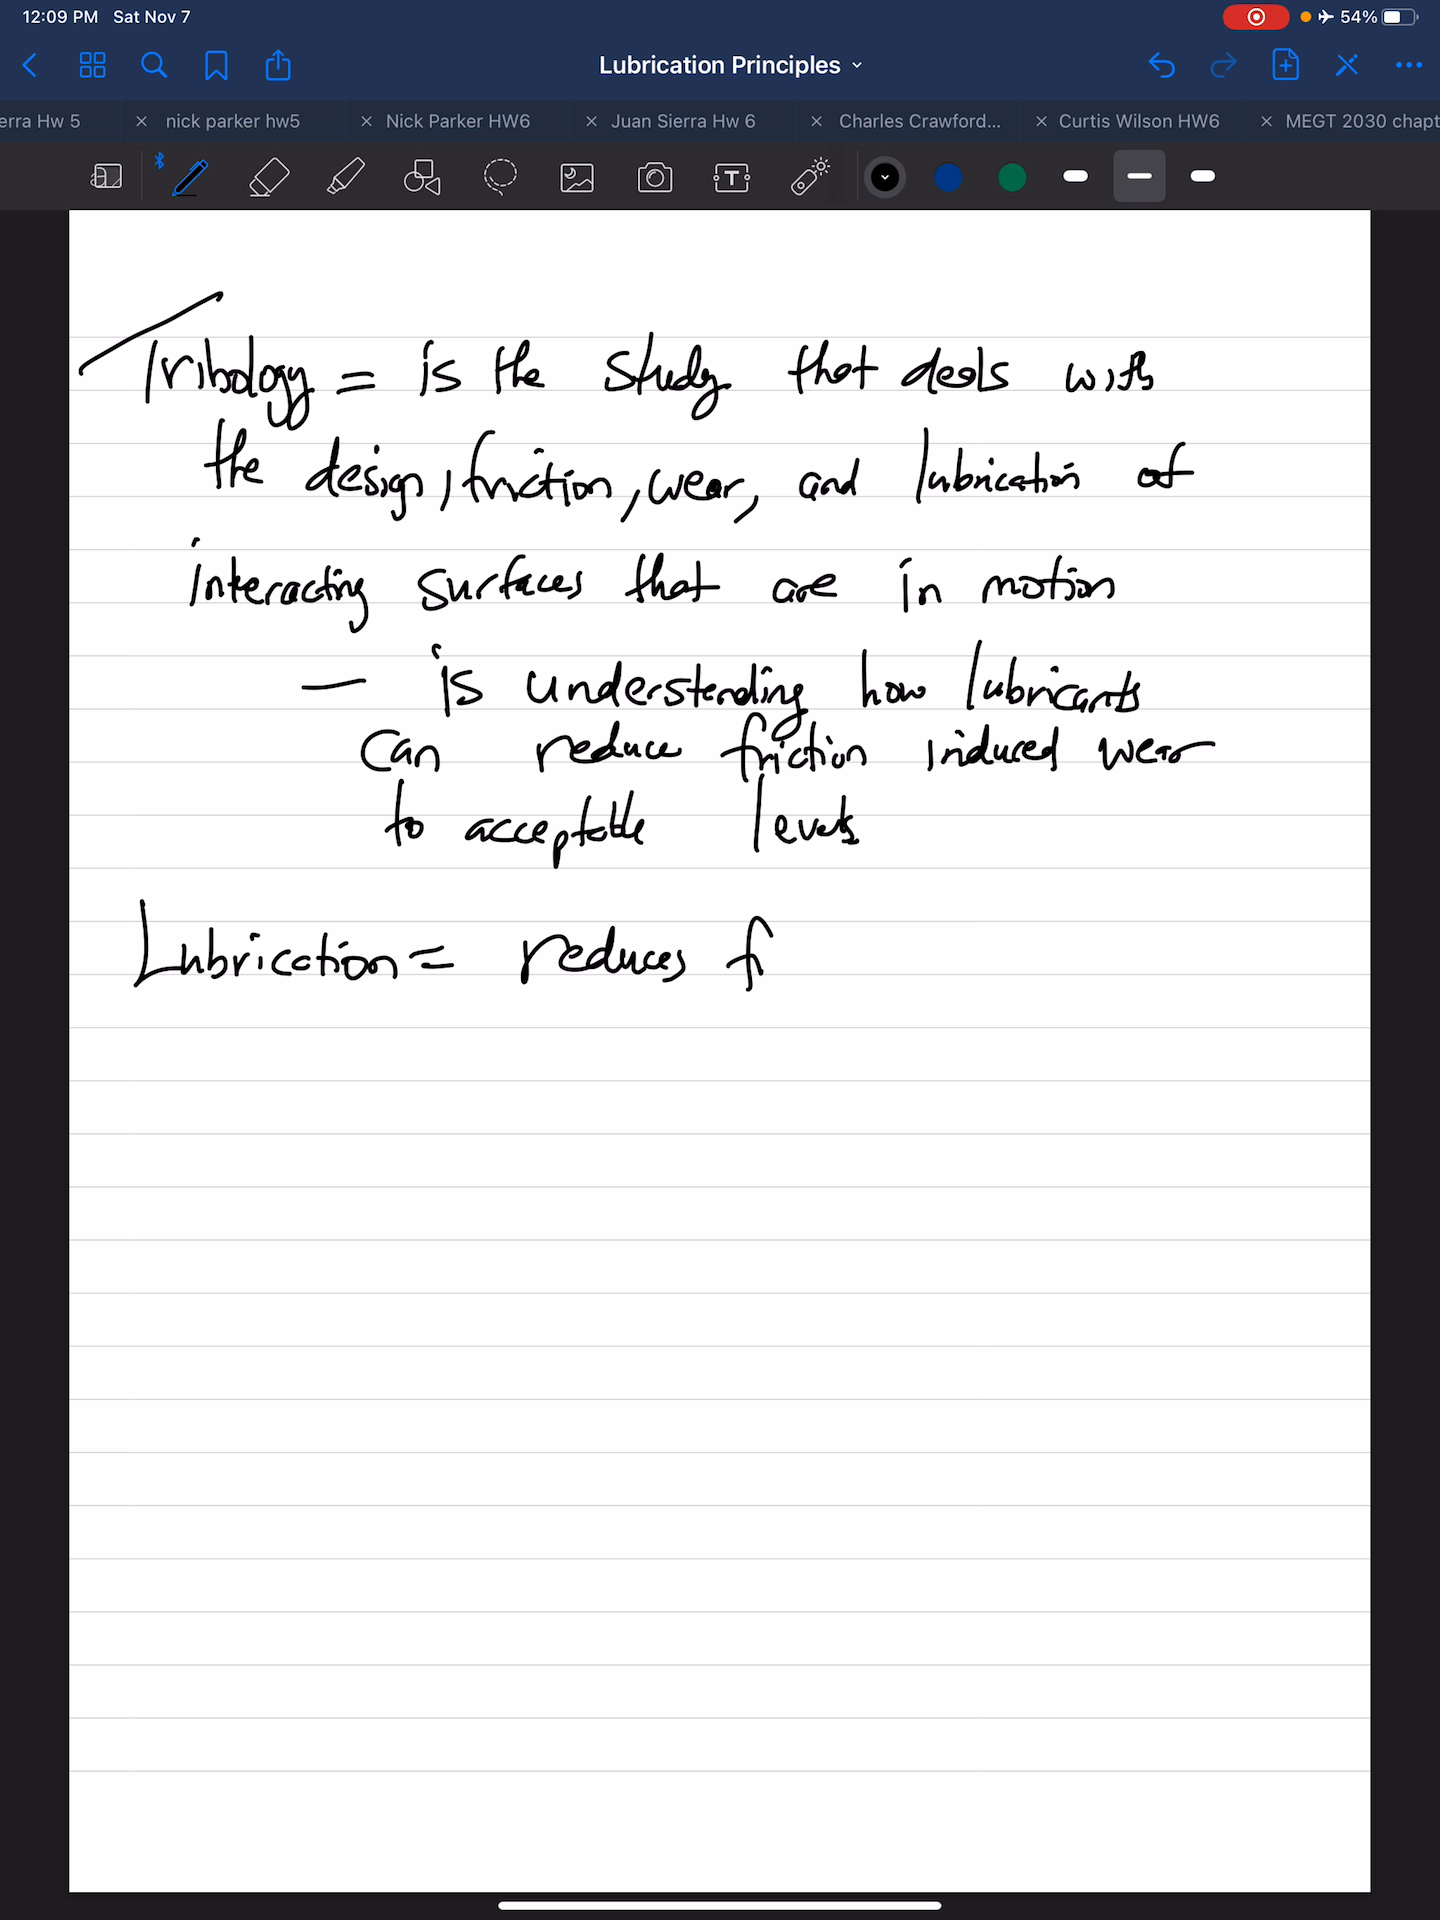 12:09 PM Sat Nov 7
54%
Lubrication Principles
erra Hw 5 × nick parker hw5 × Nick Parker HW6 × Juan Sierra Hw 6 × Charles Crawford... × Curtis Wilson HW6 × MEGT 2030 chapt
T
Tribology = is the study that deals with
the design, friction, wear, and lubrication of
interacting surfaces that are in motion
— is understanding how lubricants
can reduce friction induced wear
to acceptable levels
Lubrication = reduces f